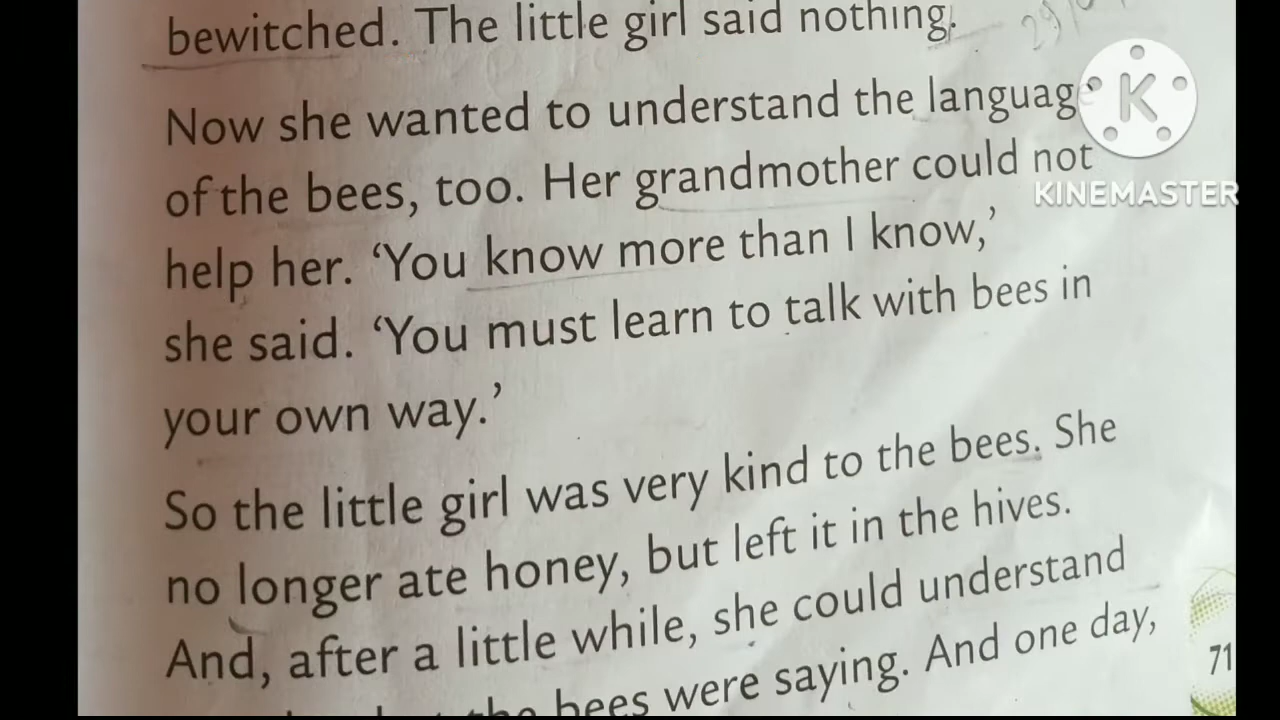 bewitched. The little girl said nothing.
Now she wanted to understand the languag
of the bees, too. Her grandmother could not
help her. ‘You know more than I know,’
she said. ‘You must learn to talk with bees in
your own way.’
So the little girl was very kind to the bees. She
no longer ate honey, but left it in the hives.
And, after a little while, she could understand
the bees were saying. And one day,
71
K
KINEMASTER